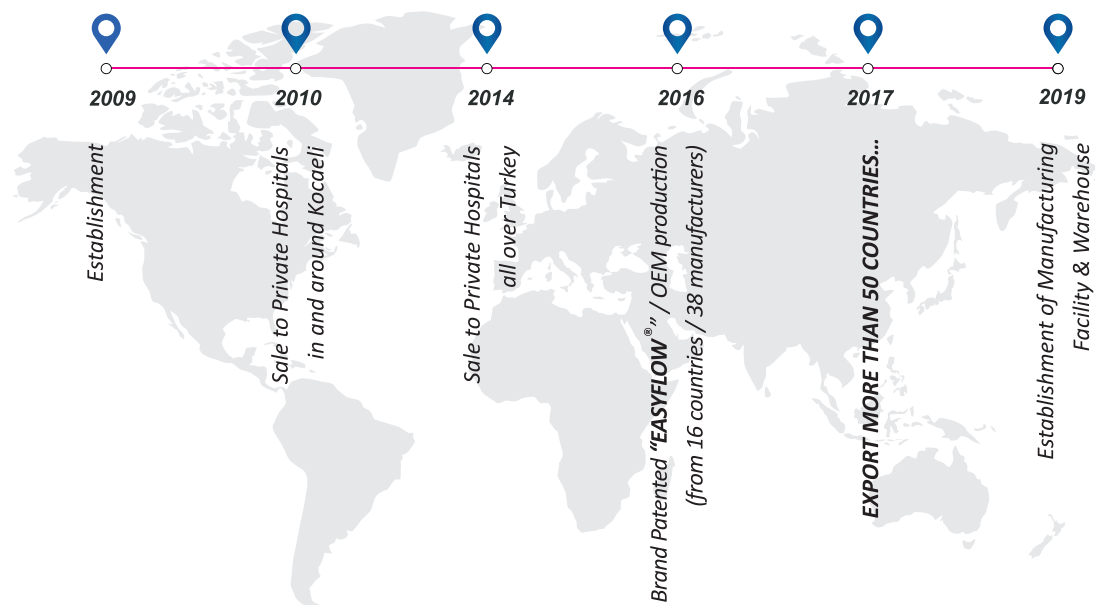 2009
Establishment
2010
Sale to Private Hospitals
in and around Kocaeli
2014
Sale to Private Hospitals
all over Turkey
2016
Brand Patented “EASYFLOW®” / OEM production
(from 16 countries / 38 manufacturers)
2017
EXPORT MORE THAN 50 COUNTRIES...
2019
Establishment of Manufacturing
Facility & Warehouse